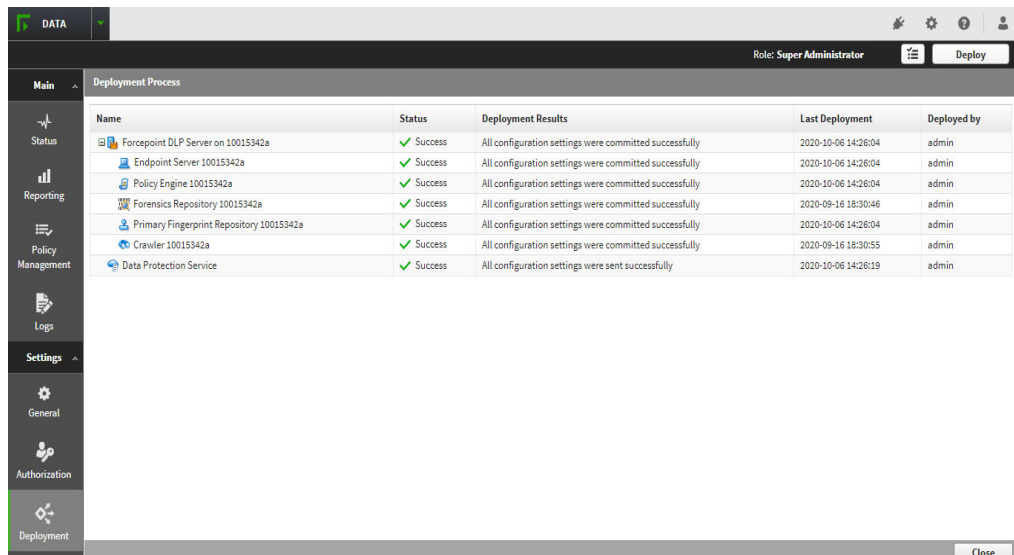 DATA
Role: Super Administrator
Deploy
Main
Deployment Process
Status
Reporting
Policy
Management
Logs
Settings
General
Authorization
Deployment
Name Status Deployment Results Last Deployment Deployed by
Forcepoint DLP Server on 10015342a Success All configuration settings were committed successfully 2020-10-06 14:26:04 admin
Endpoint Server 10015342a Success All configuration settings were committed successfully 2020-10-06 14:26:04 admin
Policy Engine 10015342a Success All configuration settings were committed successfully 2020-10-06 14:26:04 admin
Forensics Repository 10015342a Success All configuration settings were committed successfully 2020-09-16 18:30:46 admin
Primary Fingerprint Repository 10015342a Success All configuration settings were committed successfully 2020-10-06 14:26:04 admin
Crawler 10015342a Success All configuration settings were committed successfully 2020-09-16 18:30:55 admin
Data Protection Service Success All configuration settings were sent successfully 2020-10-06 14:26:19 admin
Close